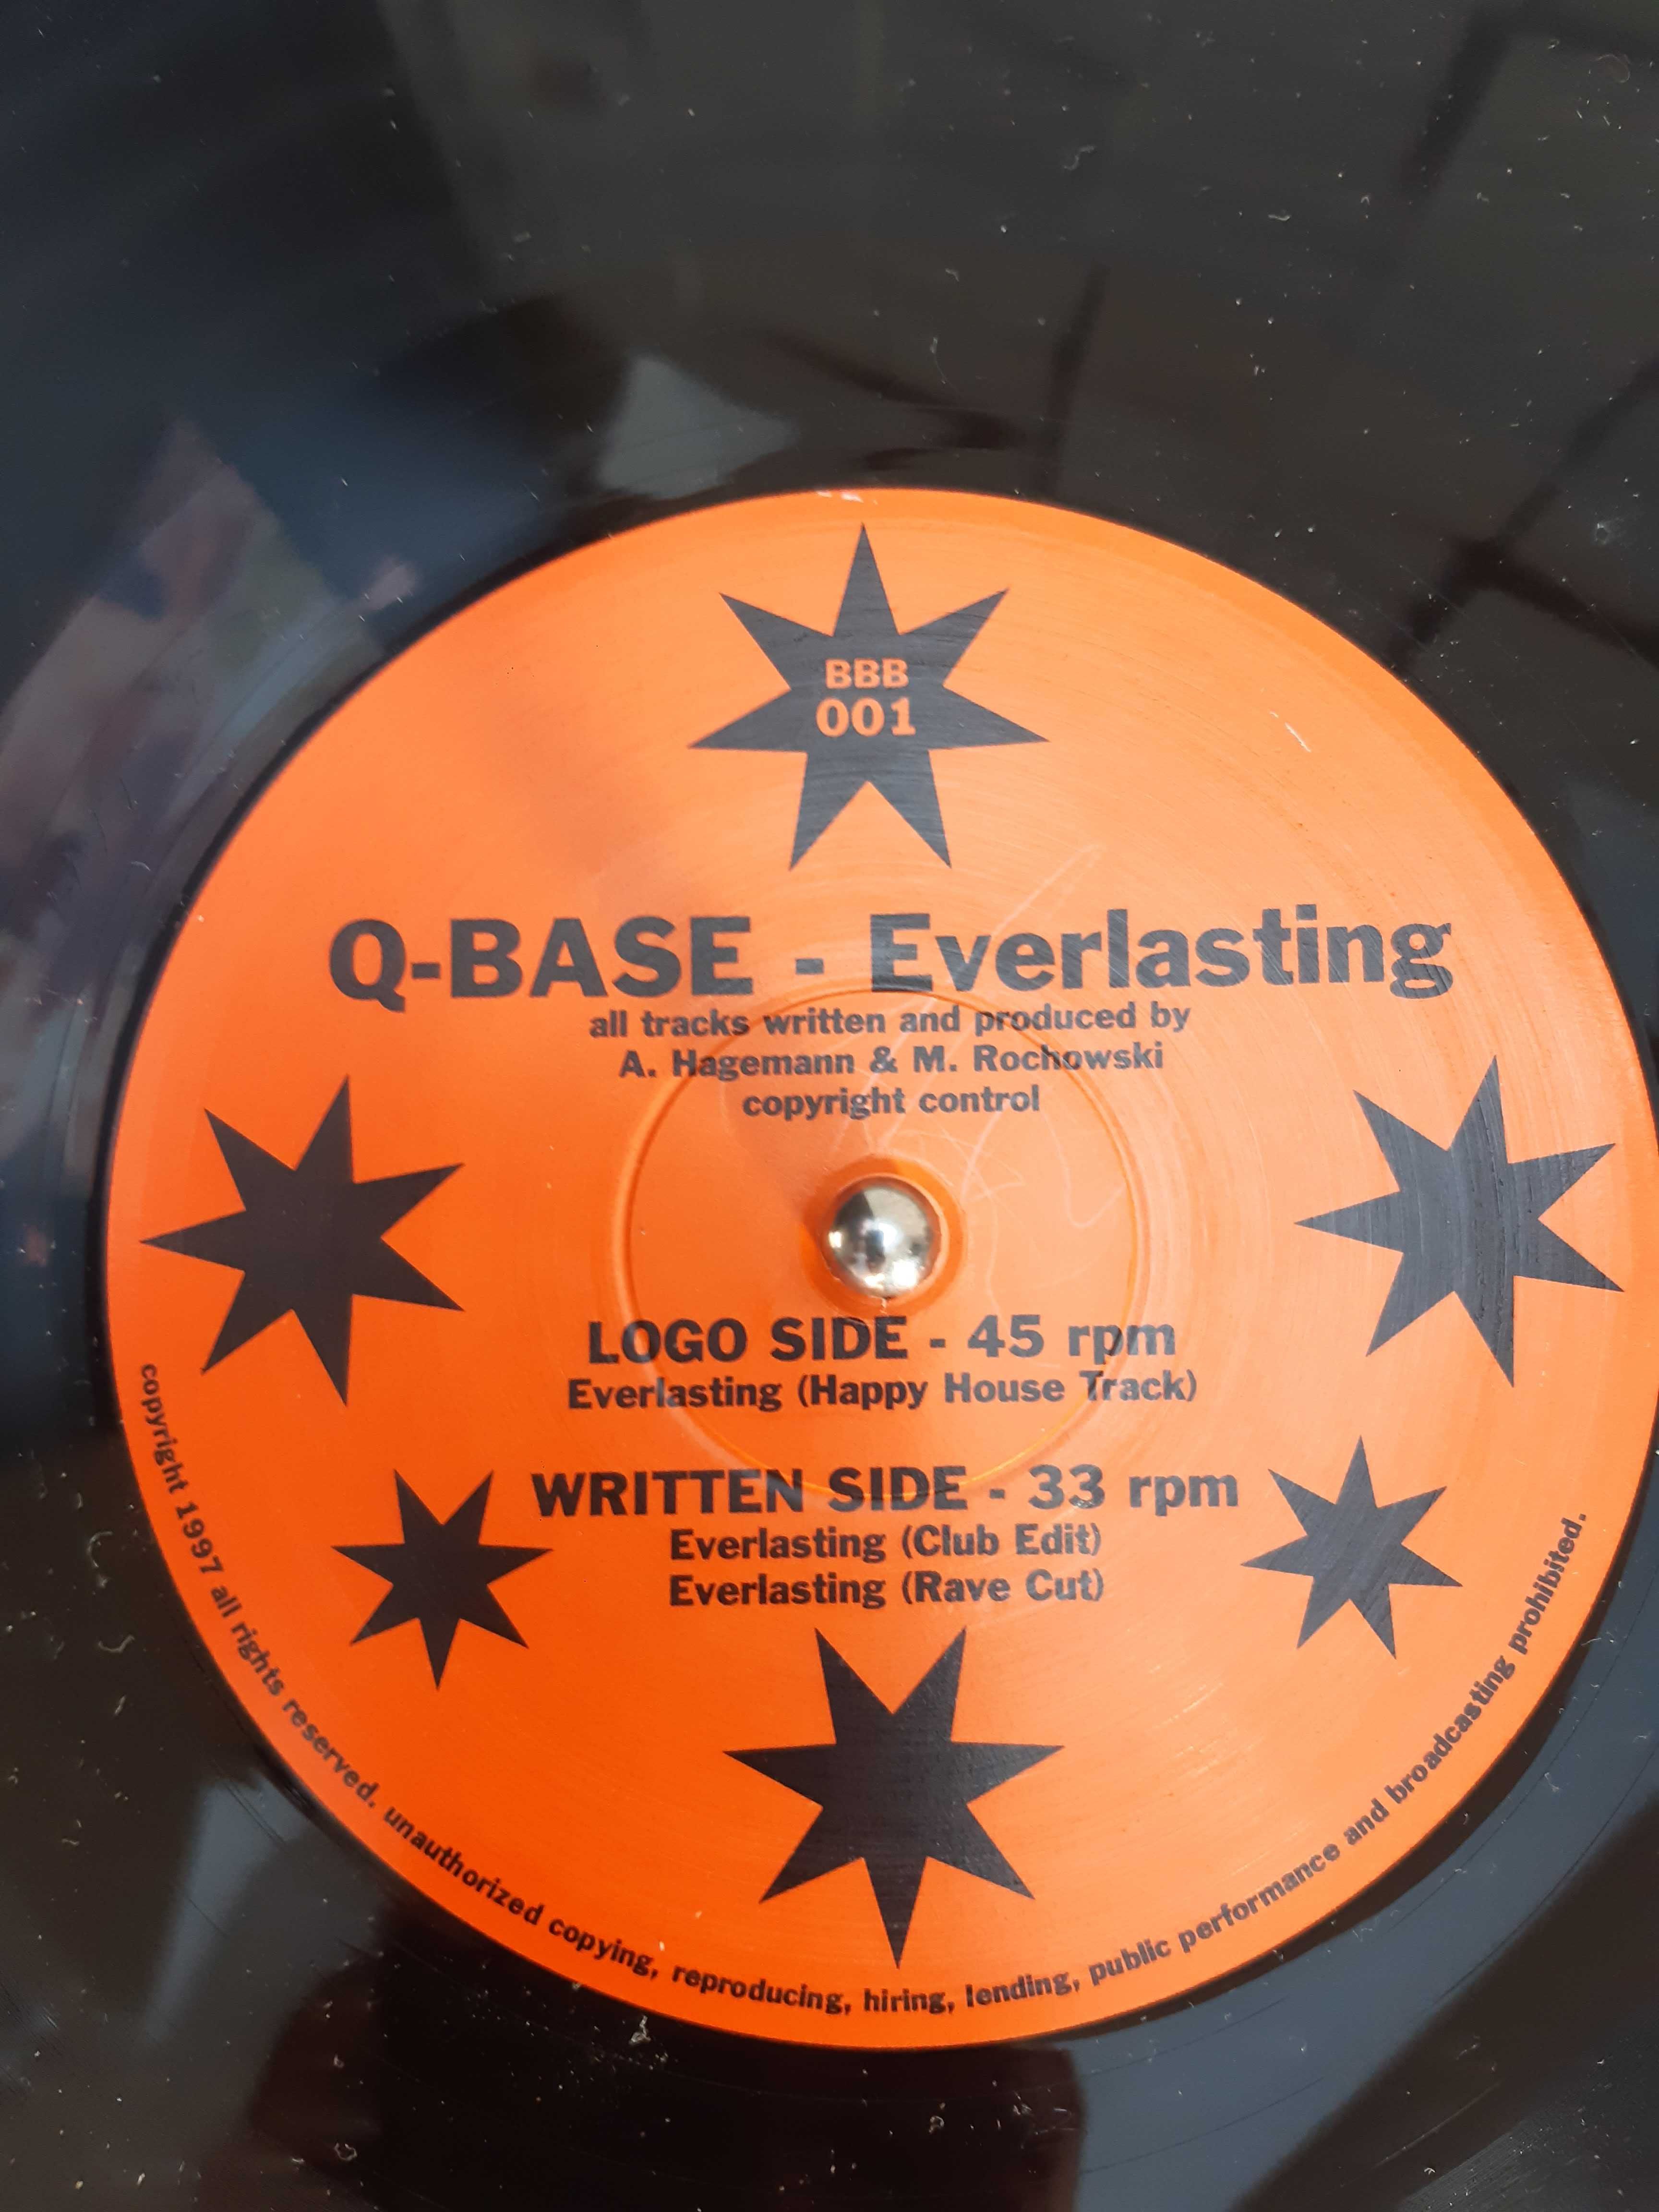 BBB
001
Q-BASE - Everlasting
all tracks written and produced by
A. Hagemann & M. Rochowski
copyright control
LOGO SIDE - 45 rpm
Everlasting (Happy House Track)
WRITTEN SIDE - 33 rpm
Everlasting (Club Edit)
Everlasting (Rave Cut)
copyright 1997 all rights reserved. unauthorized copying, reproducing, hiring, lending, public performance and broadcasting prohibited.